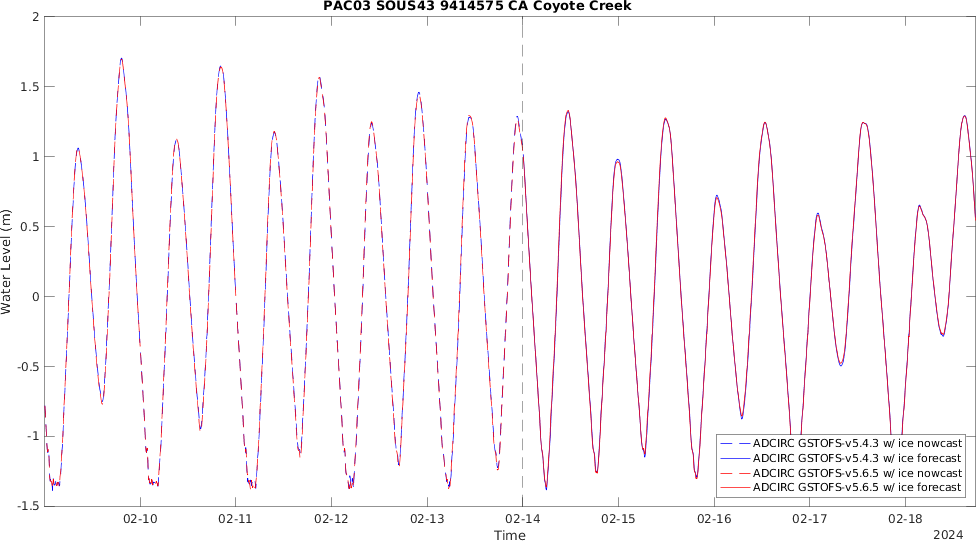 PAC03 SOUS43 9414575 CA Coyote Creek
2
1.5
1
0.5
0
-0.5
-1
-1.5
Water Level (m)
ADCIRC GSTOFS-v5.4.3 w/ ice nowcast
ADCIRC GSTOFS-v5.4.3 w/ ice forecast
ADCIRC GSTOFS-v5.6.5 w/ ice nowcast
ADCIRC GSTOFS-v5.6.5 w/ ice forecast
02-10 02-11 02-12 02-13 02-14 02-15 02-16 02-17 02-18
Time
2024